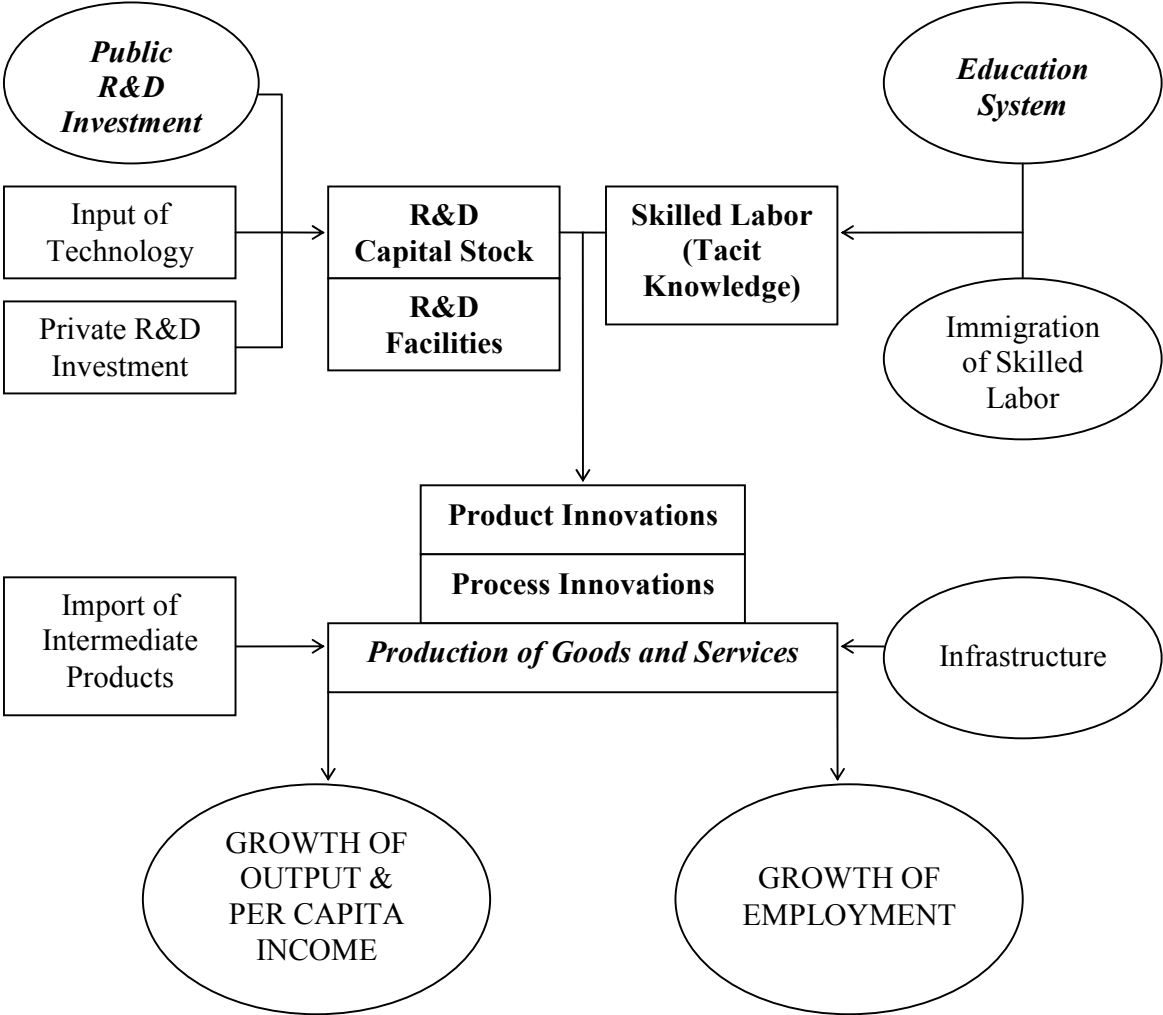 Public
R&D
Investment
Education
System
Input of
Technology
R&D
Capital Stock
Skilled Labor
(Tacit
Knowledge)
Private R&D
Investment
R&D
Facilities
Immigration
of Skilled
Labor
Product Innovations
Process Innovations
Import of
Intermediate
Products
Production of Goods and Services
Infrastructure
GROWTH OF
OUTPUT &
PER CAPITA
INCOME
GROWTH OF
EMPLOYMENT